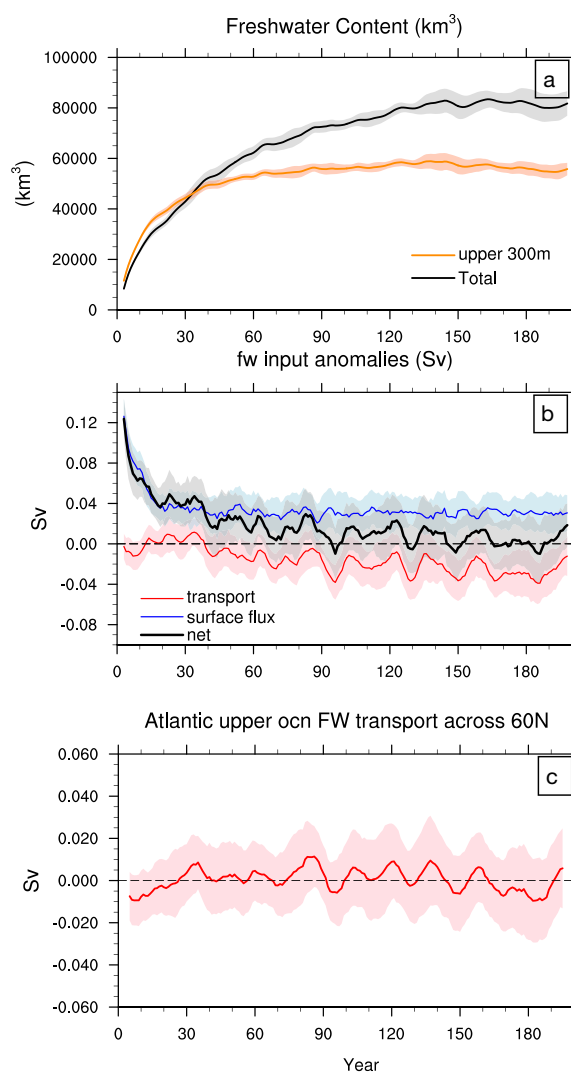 Freshwater Content (km³)
a
100000
80000
60000
40000
20000
0
(km³)
upper 300m
Total
0 30 60 90 120 150 180
fw input anomalies (Sv)
b
0.12
0.08
0.04
0.00
-0.04
-0.08
Sv
transport
surface flux
net
0 30 60 90 120 150 180
Atlantic upper ocn FW transport across 60N
c
0.060
0.040
0.020
0.000
-0.020
-0.040
-0.060
Sv
0 30 60 90 120 150 180
Year